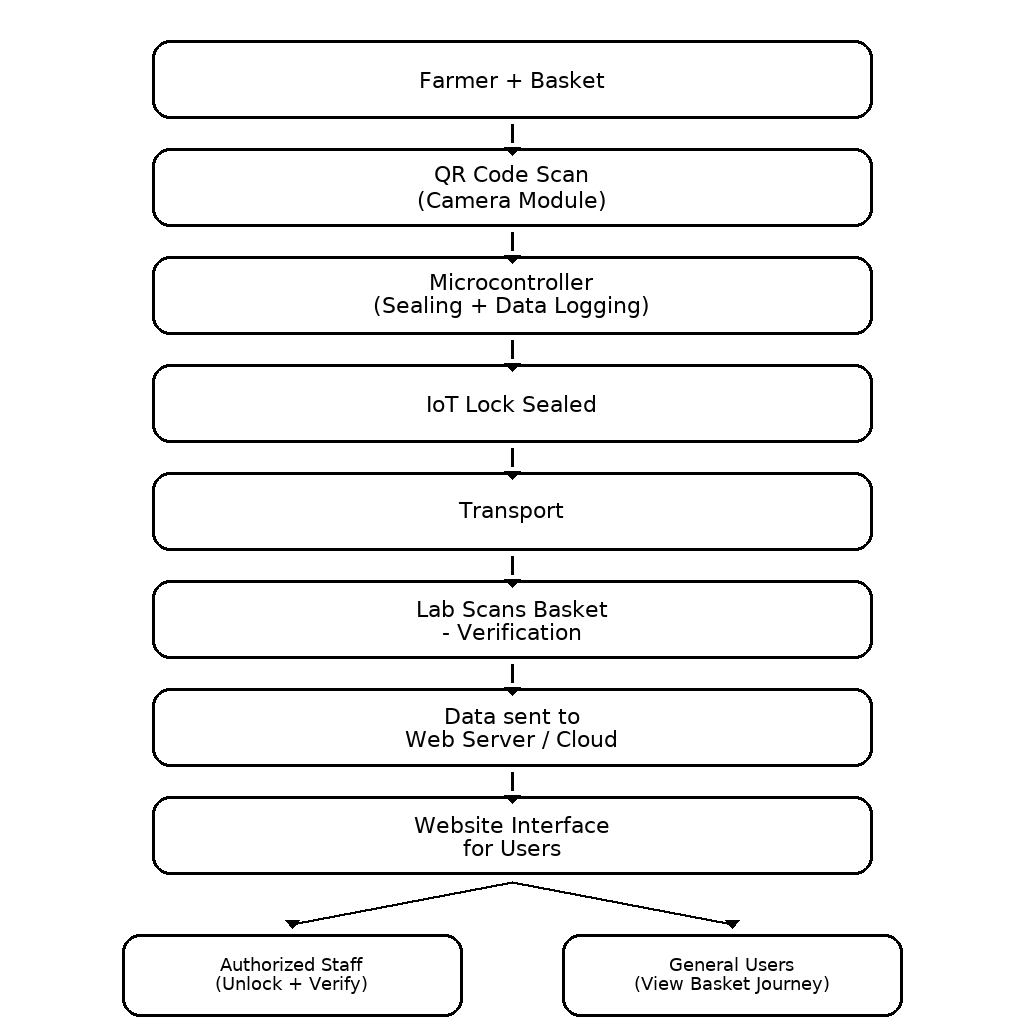 Farmer + Basket
QR Code Scan
(Camera Module)
Microcontroller
(Sealing + Data Logging)
IoT Lock Sealed
Transport
Lab Scans Basket
- Verification
Data sent to
Web Server / Cloud
Website Interface
for Users
Authorized Staff
(Unlock + Verify)
General Users
(View Basket Journey)